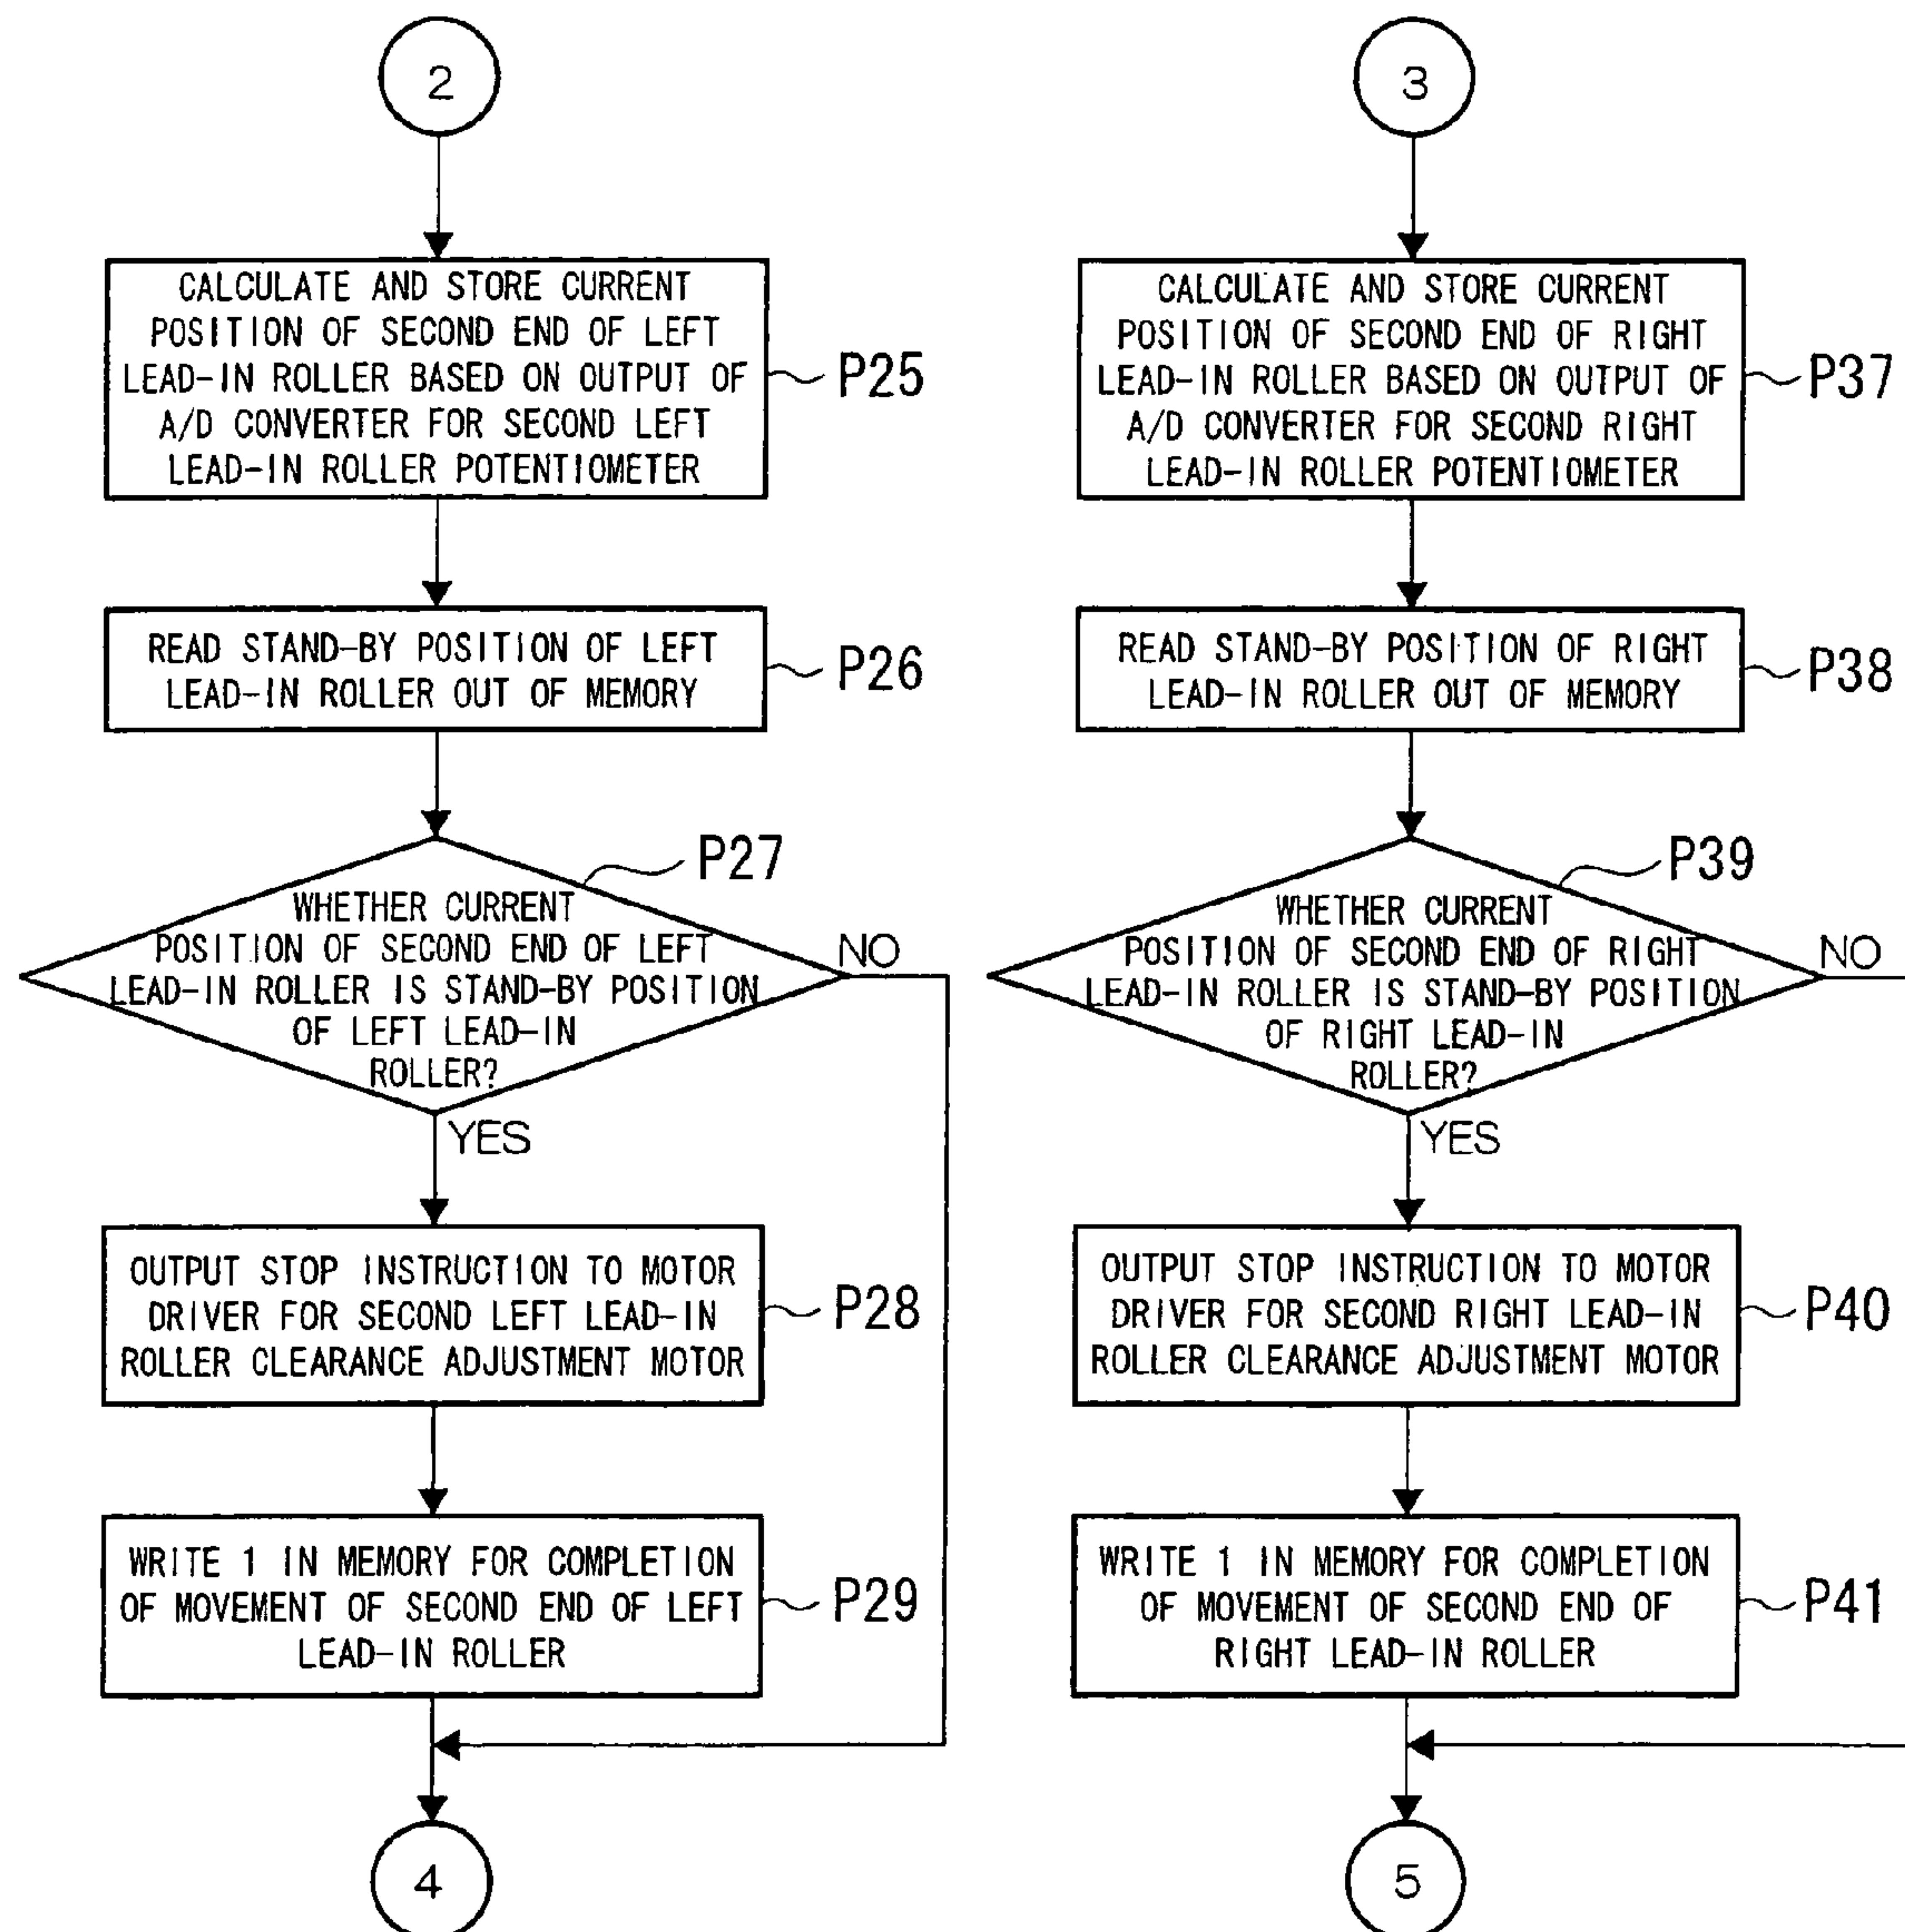 2
CALCULATE AND STORE CURRENT
POSITION OF SECOND END OF LEFT
LEAD-IN ROLLER BASED ON OUTPUT OF
A/D CONVERTER FOR SECOND LEFT
LEAD-IN ROLLER POTENTIOMETER
P25
READ STAND-BY POSITION OF LEFT
LEAD-IN ROLLER OUT OF MEMORY
P26
P27
WHETHER CURRENT
POSITION OF SECOND END OF LEFT
LEAD-IN ROLLER IS STAND-BY POSITION
OF LEFT LEAD-IN
ROLLER?
NO
YES
OUTPUT STOP INSTRUCTION TO MOTOR
DRIVER FOR SECOND LEFT LEAD-IN
ROLLER CLEARANCE ADJUSTMENT MOTOR
P28
WRITE 1 IN MEMORY FOR COMPLETION
OF MOVEMENT OF SECOND END OF LEFT
LEAD-IN ROLLER
P29
4
3
CALCULATE AND STORE CURRENT
POSITION OF SECOND END OF RIGHT
LEAD-IN ROLLER BASED ON OUTPUT OF
A/D CONVERTER FOR SECOND RIGHT
LEAD-IN ROLLER POTENTIOMETER
P37
READ STAND-BY POSITION OF RIGHT
LEAD-IN ROLLER OUT OF MEMORY
P38
P39
WHETHER CURRENT
POSITION OF SECOND END OF RIGHT
LEAD-IN ROLLER IS STAND-BY POSITION
OF RIGHT LEAD-IN
ROLLER?
NO
YES
OUTPUT STOP INSTRUCTION TO MOTOR
DRIVER FOR SECOND RIGHT LEAD-IN
ROLLER CLEARANCE ADJUSTMENT MOTOR
P40
WRITE 1 IN MEMORY FOR COMPLETION
OF MOVEMENT OF SECOND END OF
RIGHT LEAD-IN ROLLER
P41
5